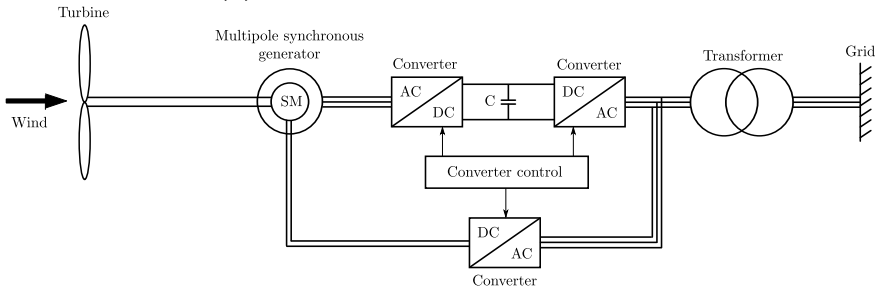 Turbine
Wind
Multipole synchronous
generator
SM
Converter
AC
DC
C
Converter
DC
AC
Transformer
Grid
Converter control
DC
AC
Converter